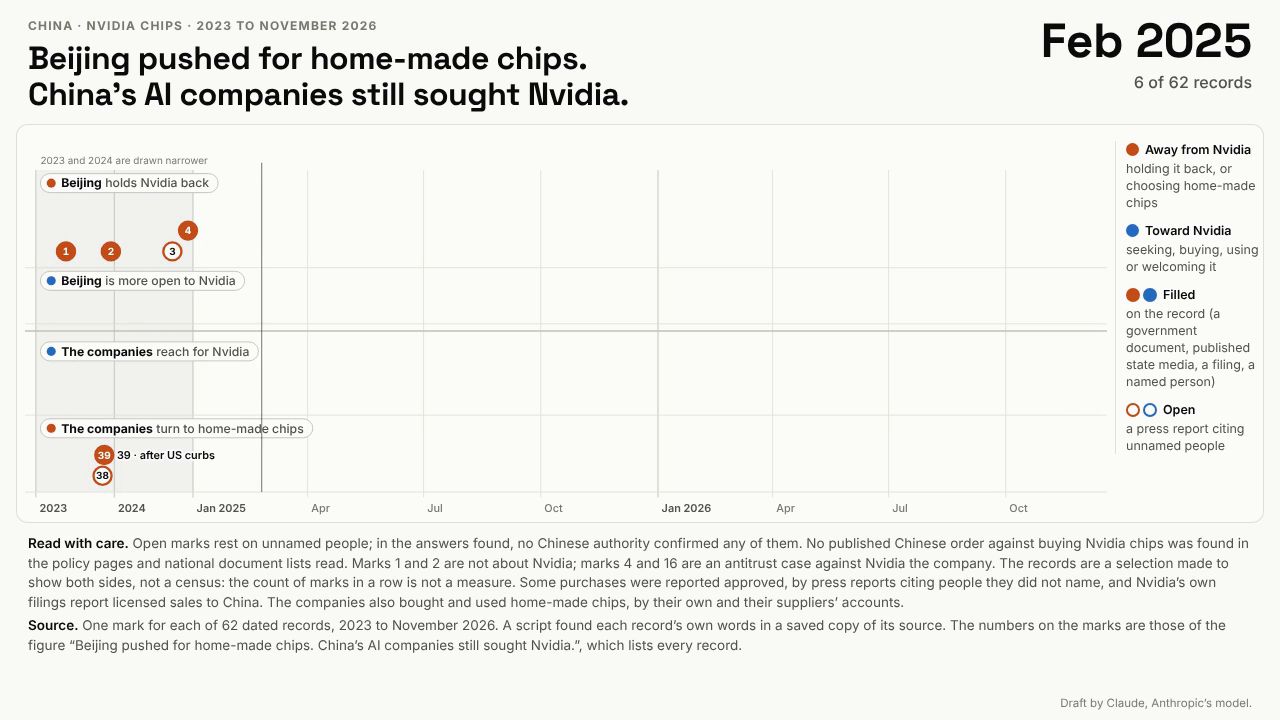 CHINA · NVIDIA CHIPS · 2023 TO NOVEMBER 2026
Beijing pushed for home-made chips.
China’s AI companies still sought Nvidia.
Feb 2025
6 of 62 records
2023 and 2024 are drawn narrower
Beijing holds Nvidia back
4
1
2
3
Beijing is more open to Nvidia
The companies reach for Nvidia
The companies turn to home-made chips
39
39 · after US curbs
38
2023
2024
Jan 2025
Apr
Jul
Oct
Jan 2026
Apr
Jul
Oct
Away from Nvidia
holding it back, or
choosing home-made
chips
Toward Nvidia
seeking, buying, using
or welcoming it
Filled
on the record (a
government
document, published
state media, a filing, a
named person)
Open
a press report citing
unnamed people
Read with care. Open marks rest on unnamed people; in the answers found, no Chinese authority confirmed any of them. No published Chinese order against buying Nvidia chips was found in
the policy pages and national document lists read. Marks 1 and 2 are not about Nvidia; marks 4 and 16 are an antitrust case against Nvidia the company. The records are a selection made to
show both sides, not a census: the count of marks in a row is not a measure. Some purchases were reported approved, by press reports citing people they did not name, and Nvidia’s own
filings report licensed sales to China. The companies also bought and used home-made chips, by their own and their suppliers’ accounts.
Source. One mark for each of 62 dated records, 2023 to November 2026. A script found each record’s own words in a saved copy of its source. The numbers on the marks are those of the
figure “Beijing pushed for home-made chips. China’s AI companies still sought Nvidia.”, which lists every record.
Draft by Claude, Anthropic’s model.